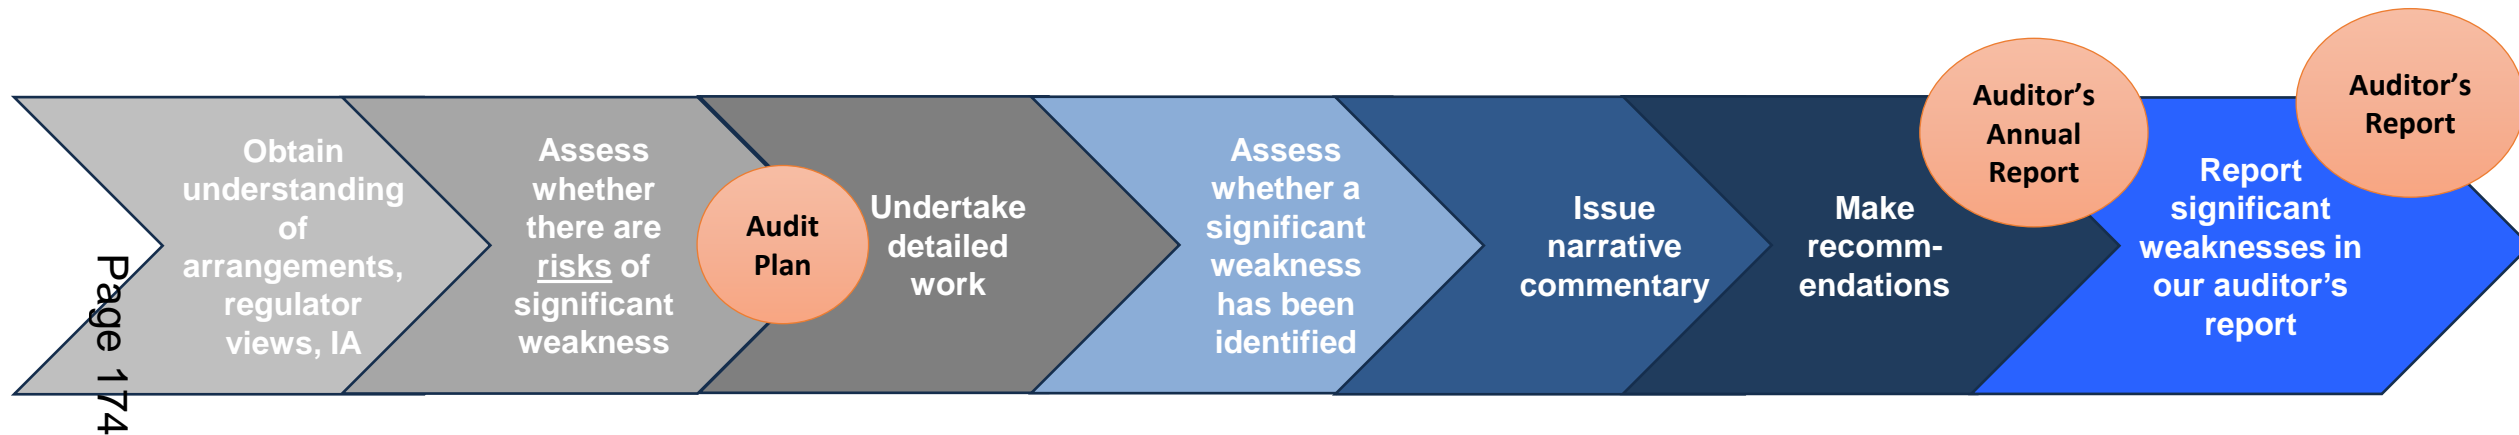 Obtain
understanding
of
arrangements,
regulator
views, IA
Assess
whether
there are
risks of
significant
weakness
Audit
Plan
Undertake
detailed
work
Assess
whether a
significant
weakness
has been
identified
Issue
narrative
commentary
Make
recomm-
endations
Auditor’s
Annual
Report
Report
significant
weaknesses in
our auditor’s
report
Auditor’s
Report
Page 174